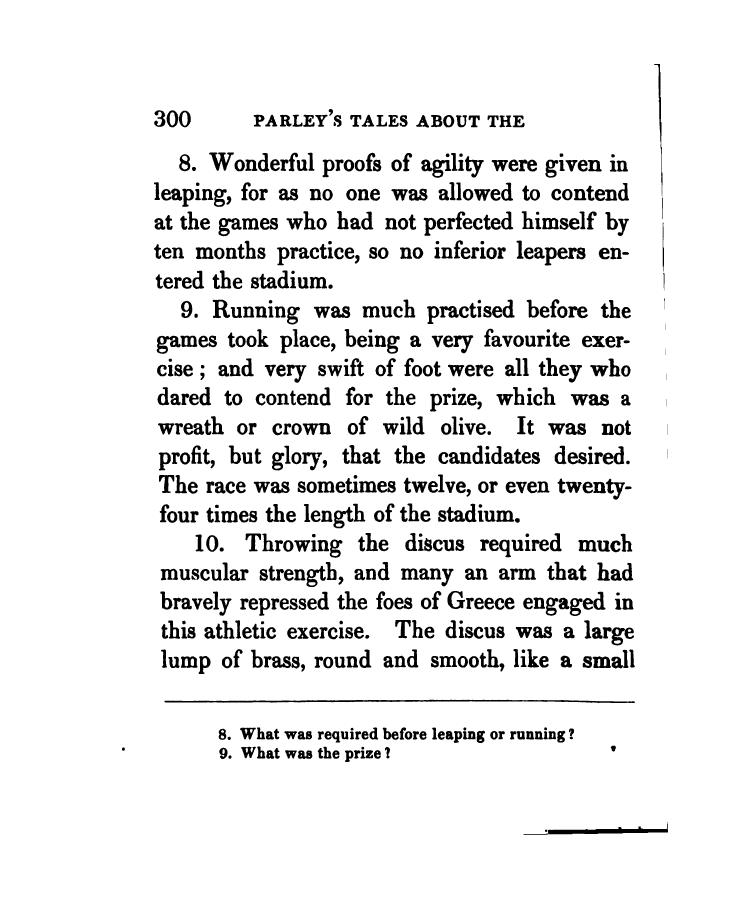 300 PARLEY'S TALES ABOUT THE
8. Wonderful proofs of agility were given in
leaping, for as no one was allowed to contend
at the games who had not perfected himself by
ten months practice, so no inferior leapers en-
tered the stadium.
9. Running was much practised before the
games took place, being a very favourite exer-
cise ; and very swift of foot were all they who
dared to contend for the prize, which was a
wreath or crown of wild olive. It was not
profit, but glory, that the candidates desired.
The race was sometimes twelve, or even twenty-
four times the length of the stadium.
10. Throwing the discus required much
muscular strength, and many an arm that had
bravely repressed the foes of Greece engaged in
this athletic exercise. The discus was a large
lump of brass, round and smooth, like a small
8. What was required before leaping or running ?
9. What was the prize ?